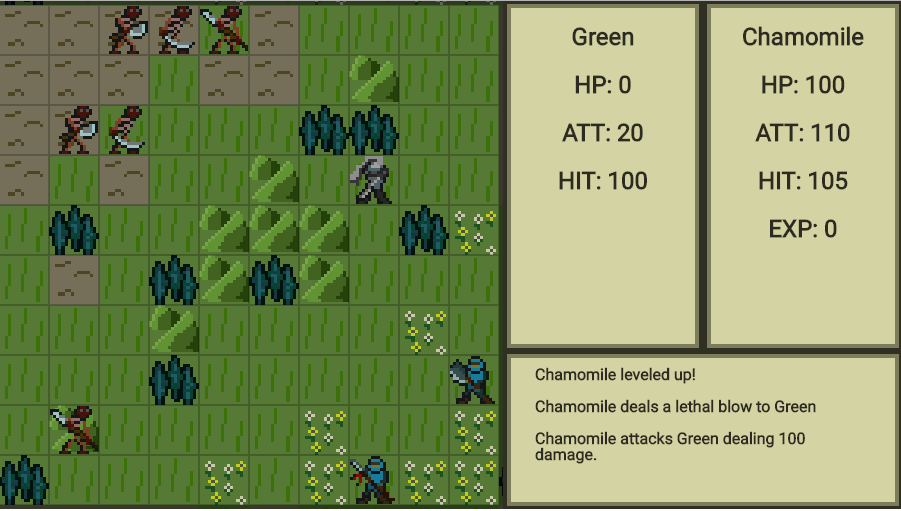 Green
HP: 0
ATT: 20
HIT: 100
Chamomile
HP: 100
ATT: 110
HIT: 105
EXP: 0
Chamomile leveled up!
Chamomile deals a lethal blow to Green
Chamomile attacks Green dealing 100
damage.